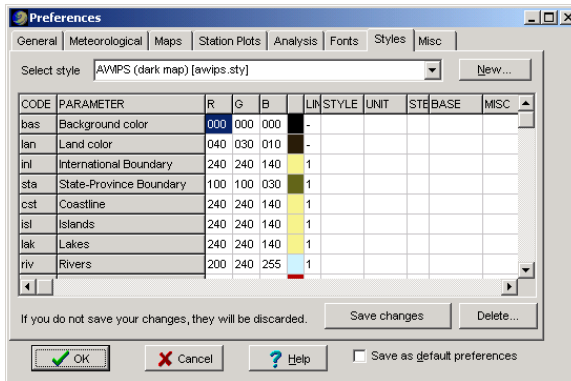 Preferences
General Meteorological Maps Station Plots Analysis Fonts Styles Misc
Select style AWIPS (dark map) [awips.sty] New...
CODE PARAMETER R G B LIN STYLE UNIT STE BASE MISC
bas Background color 000 000 000 -
lan Land color 040 030 010 -
inl International Boundary 240 240 140 1
sta State-Province Boundary 100 100 030 1
cst Coastline 240 240 140 1
isl Islands 240 240 140 1
lak Lakes 240 240 140 1
riv Rivers 200 240 255 1
If you do not save your changes, they will be discarded. Save changes Delete...
OK Cancel Help Save as default preferences